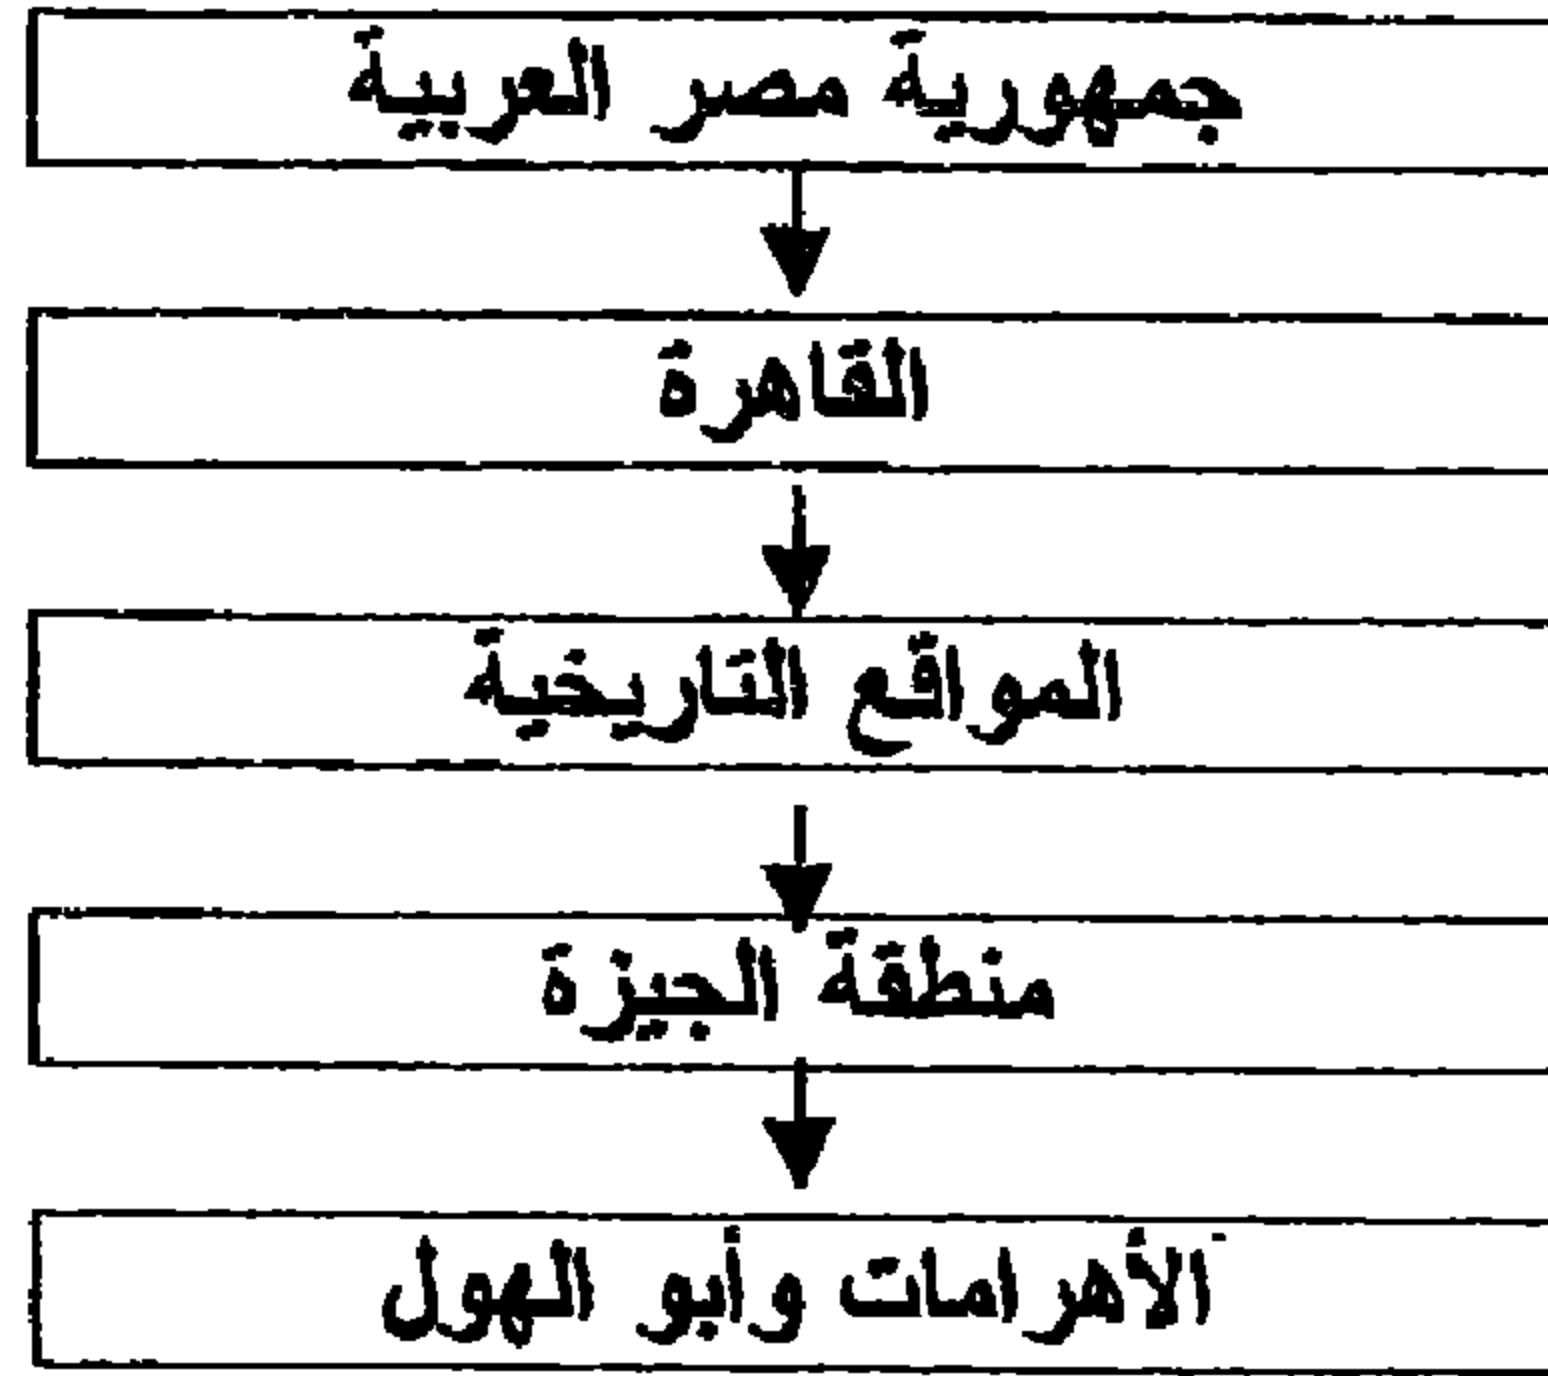 جمهورية مصر العربية
القاهرة
المواقع التاريخية
منطقة الجيزة
الأهرامات وأبو الهول